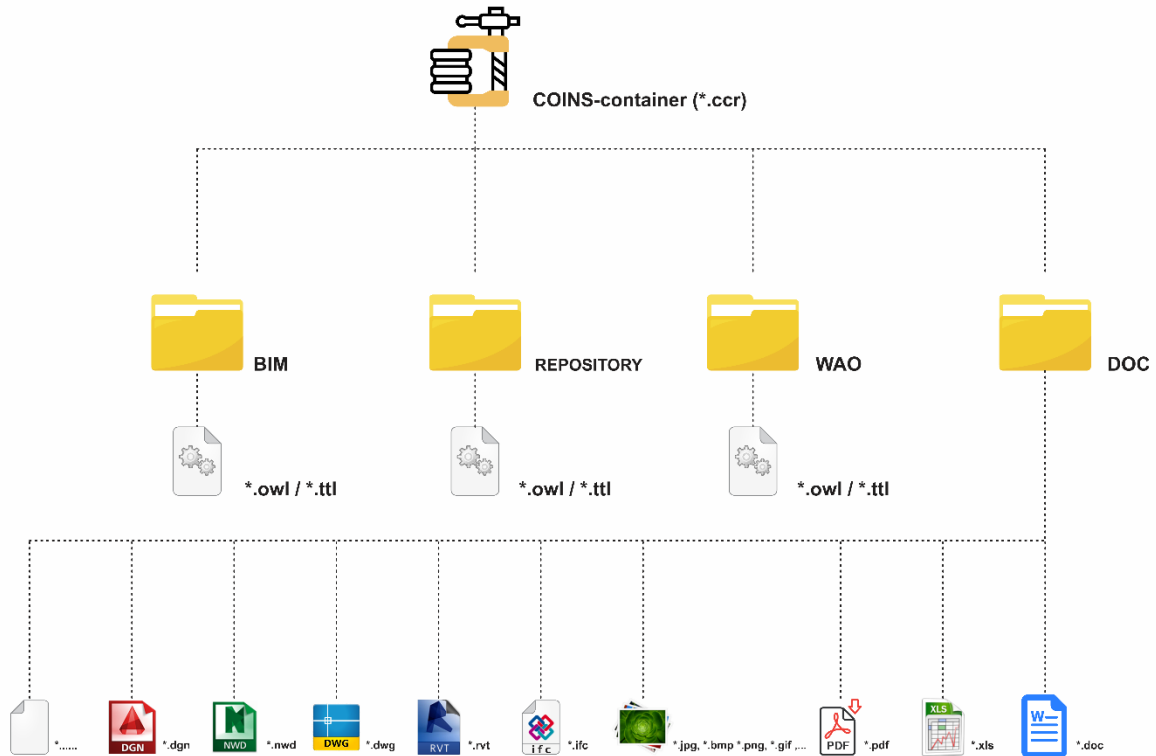 COINS-container (*.ccr)
BIM
REPOSITORY
WAO
DOC
*.owl / *.ttl
*.owl / *.ttl
*.owl / *.ttl
*......
DGN
*.dgn
NWD
*.nwd
DWG
*.dwg
RVT
*.rvt
ifc
*.ifc
*.jpg, *.bmp *.png, *.gif ,...
PDF
*.pdf
XLS
*.xls
W
*.doc